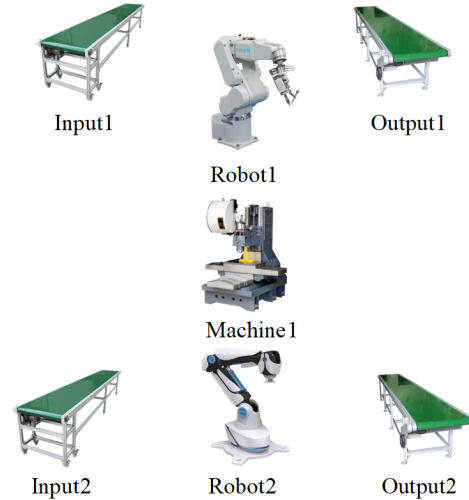 Input1
Output1
Robot1
Machine1
Input2
Robot2
Output2